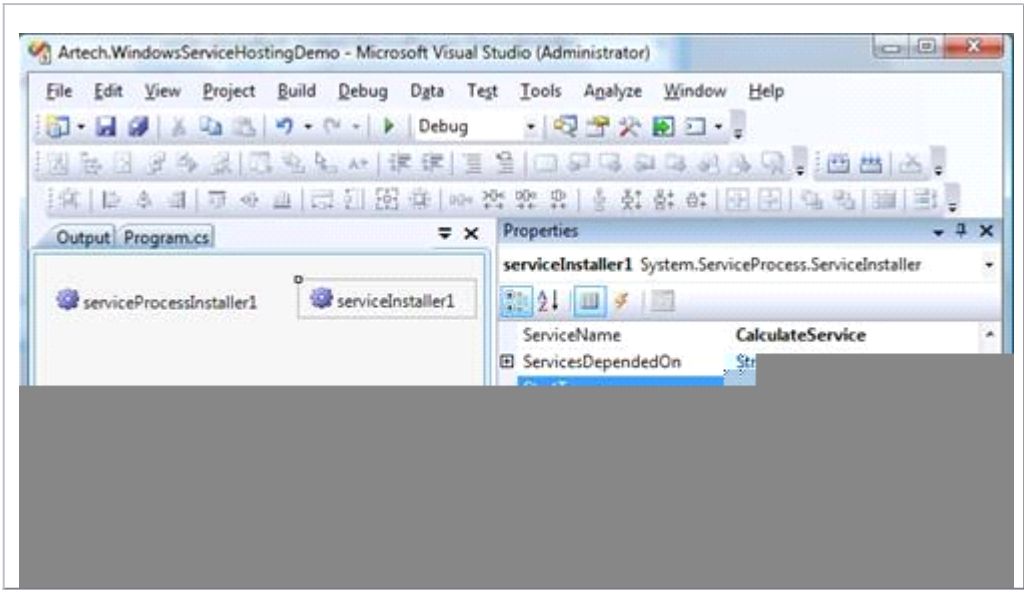 Artech.WindowsServiceHostingDemo - Microsoft Visual Studio (Administrator)
File Edit View Project Build Debug Data Test Tools Analyze Window Help
Debug
Output Program.cs
Properties
serviceInstaller1 System.ServiceProcess.ServiceInstaller
serviceProcessInstaller1
serviceInstaller1
ServiceName CalculateService
ServicesDependedOn